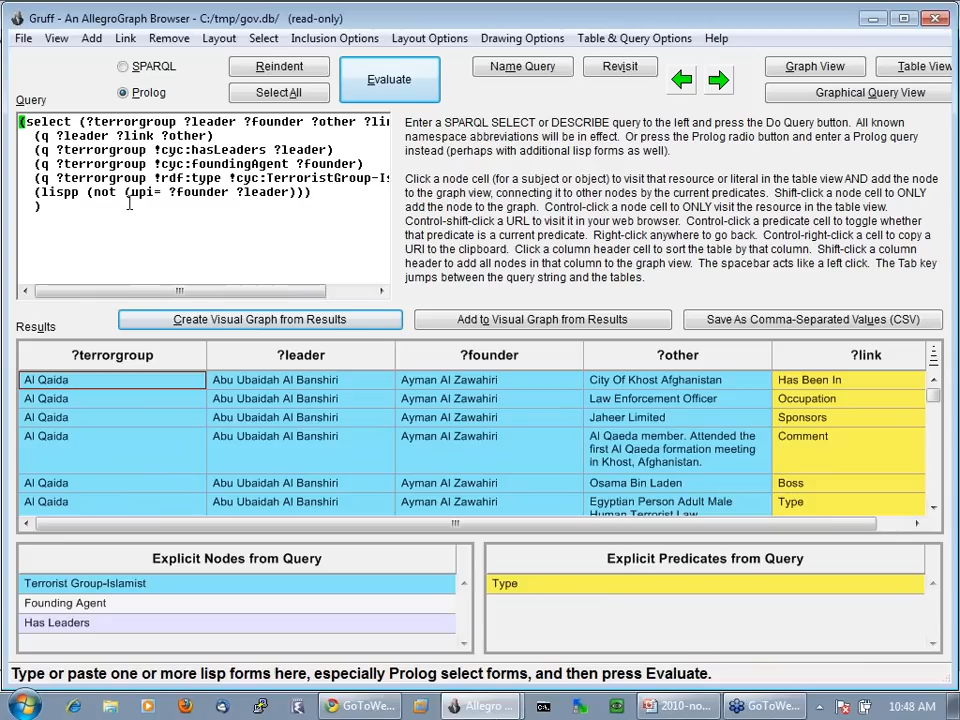 Gruff - An AllegroGraph Browser - C:/tmp/gov.db/ (read-only)
File View Add Link Remove Layout Select Inclusion Options Layout Options Drawing Options Table & Query Options Help
SPARQL
Prolog
Query
Reindent
Select All
Evaluate
Name Query
Revisit
Graph View
Table View
Graphical Query View
(select (?terrorgroup ?leader ?founder ?other ?lin
(q ?leader ?link ?other)
(q ?terrorgroup !cyc:hasLeaders ?leader)
(q ?terrorgroup !cyc:foundingAgent ?founder)
(q ?terrorgroup !rdf:type !cyc:TerroristGroup-Is
(lispp (not (upi= ?founder ?leader)))
)
Enter a SPARQL SELECT or DESCRIBE query to the left and press the Do Query button. All known
namespace abbreviations will be in effect. Or press the Prolog radio button and enter a Prolog query
instead (perhaps with additional lisp forms as well).
Click a node cell (for a subject or object) to visit that resource or literal in the table view AND add the node
to the graph view, connecting it to other nodes by the current predicates. Shift-click a node cell to ONLY
add the node to the graph. Control-click a node cell to ONLY visit the resource in the table view.
Control-shift-click a URL to visit it in your web browser. Control-click a predicate cell to toggle whether
that predicate is a current predicate. Right-click anywhere to go back. Control-right-click a cell to copy a
URI to the clipboard. Click a column header cell to sort the table by that column. Shift-click a column
header to add all nodes in that column to the graph view. The spacebar acts like a left click. The Tab key
jumps between the query string and the tables.
Results
Create Visual Graph from Results
Add to Visual Graph from Results
Save As Comma-Separated Values (CSV)
?terrorgroup ?leader ?founder ?other ?link
Al Qaida Abu Ubaidah Al Banshiri Ayman Al Zawahiri City Of Khost Afghanistan Has Been In
Al Qaida Abu Ubaidah Al Banshiri Ayman Al Zawahiri Law Enforcement Officer Occupation
Al Qaida Abu Ubaidah Al Banshiri Ayman Al Zawahiri Jaheer Limited Sponsors
Al Qaida Abu Ubaidah Al Banshiri Ayman Al Zawahiri Al Qaeda member. Attended the Comment
first Al Qaeda formation meeting
in Khost, Afghanistan.
Al Qaida Abu Ubaidah Al Banshiri Ayman Al Zawahiri Osama Bin Laden Boss
Al Qaida Abu Ubaidah Al Banshiri Ayman Al Zawahiri Egyptian Person Adult Male Type
Human Terrorist Law
Explicit Nodes from Query
Terrorist Group-Islamist
Founding Agent
Has Leaders
Explicit Predicates from Query
Type
Type or paste one or more lisp forms here, especially Prolog select forms, and then press Evaluate.
GoToWe...
Allegro ...
2010-no...
GoToWe...
10:48 AM